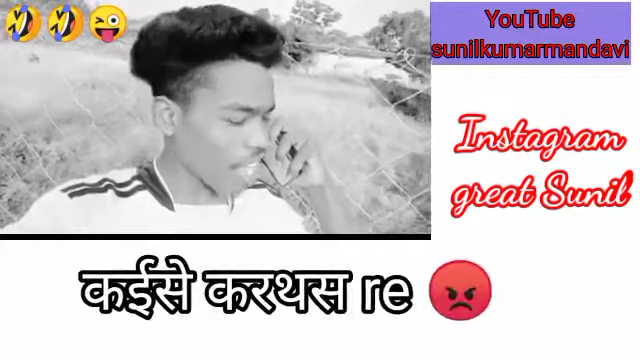 YouTube
sunilkumarmandavi
Instagram
great Sunil
कईसे करथस re